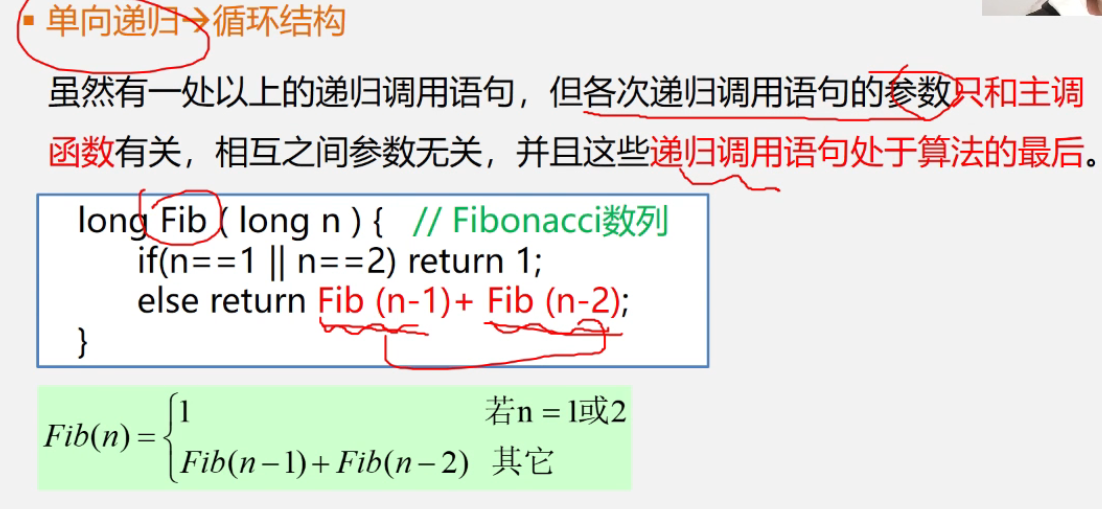 ▪ 单向递归→循环结构
虽然有一处以上的递归调用语句，但各次递归调用语句的参数只和主调
函数有关，相互之间参数无关，并且这些递归调用语句处于算法的最后。
long Fib ( long n ) { // Fibonacci数列
if(n==1 || n==2) return 1;
else return Fib (n-1)+ Fib (n-2);
}
Fib(n) = { 1 若n = 1或2
Fib(n−1)+Fib(n−2) 其它